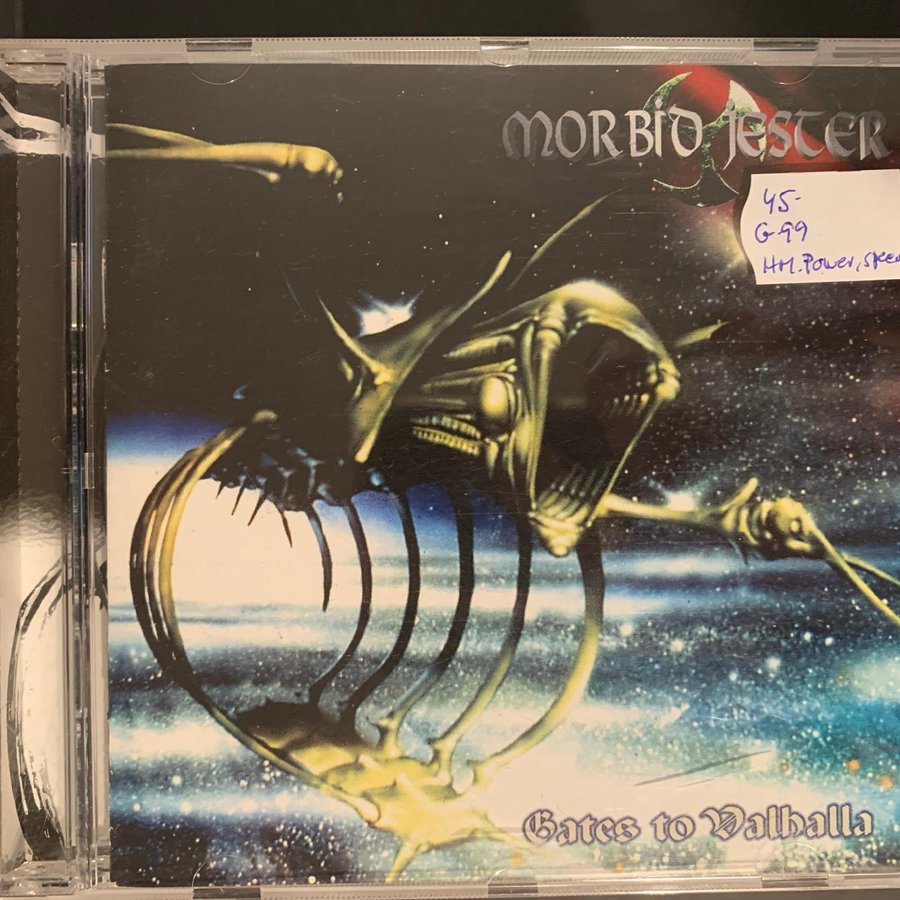 MORBID JESTER
45-
G-99
HM. Power, speed
Gates to Valhalla